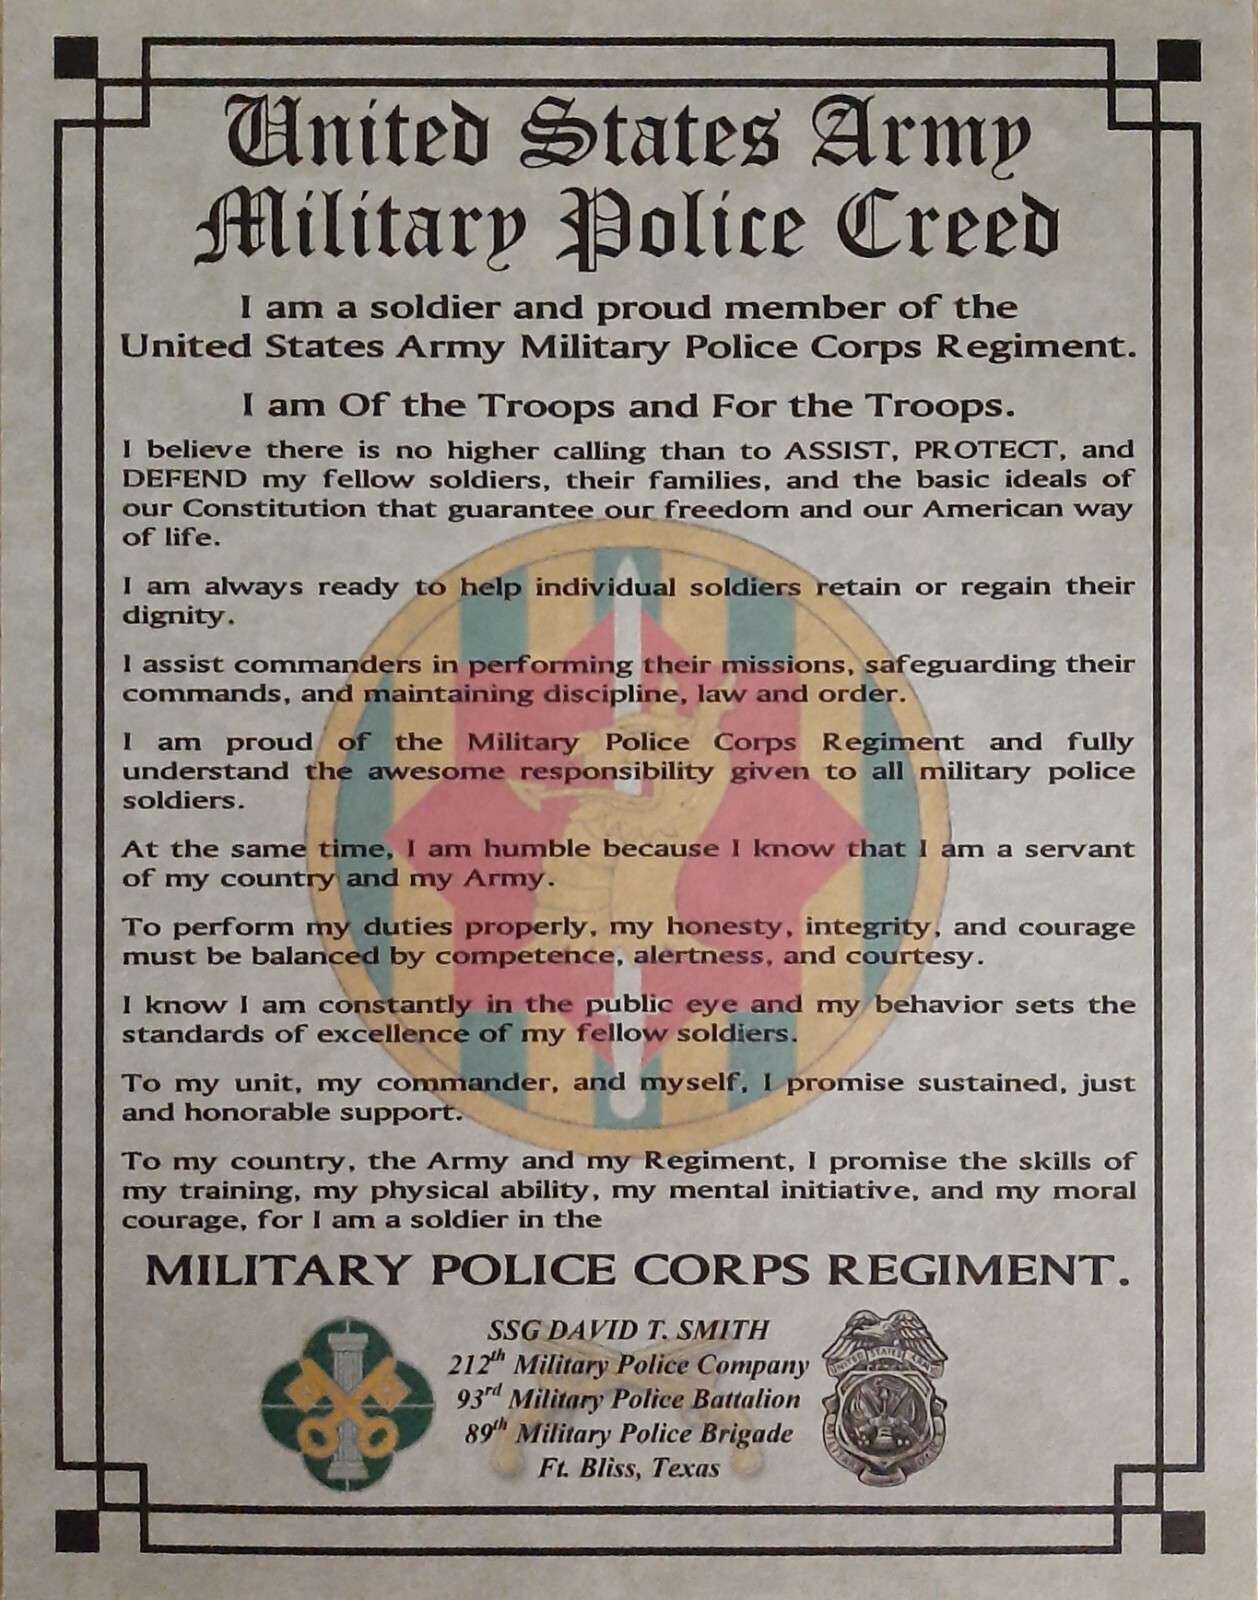 United States Army
Military Police Creed
I am a soldier and proud member of the
United States Army Military Police Corps Regiment.
I am Of the Troops and For the Troops.
I believe there is no higher calling than to ASSIST, PROTECT, and
DEFEND my fellow soldiers, their families, and the basic ideals of
our Constitution that guarantee our freedom and our American way
of life.
I am always ready to help individual soldiers retain or regain their
dignity.
I assist commanders in performing their missions, safeguarding their
commands, and maintaining discipline, law and order.
I am proud of the Military Police Corps Regiment and fully
understand the awesome responsibility given to all military police
soldiers.
At the same time, I am humble because I know that I am a servant
of my country and my Army.
To perform my duties properly, my honesty, integrity, and courage
must be balanced by competence, alertness, and courtesy.
I know I am constantly in the public eye and my behavior sets the
standards of excellence of my fellow soldiers.
To my unit, my commander, and myself, I promise sustained, just
and honorable support.
To my country, the Army and my Regiment, I promise the skills of
my training, my physical ability, my mental initiative, and my moral
courage, for I am a soldier in the
MILITARY POLICE CORPS REGIMENT.
SSG DAVID T. SMITH
212th Military Police Company
93rd Military Police Battalion
89th Military Police Brigade
Ft. Bliss, Texas
UNITED STATES ARMY
MILITARY POLICE